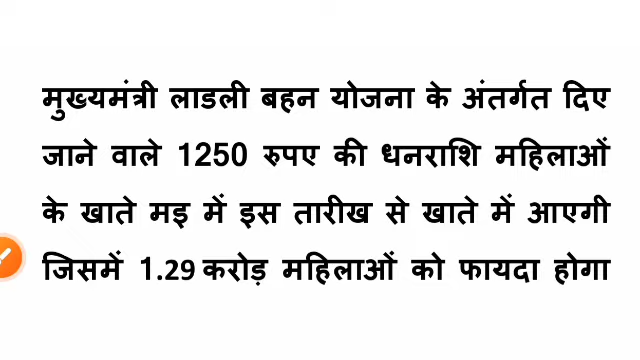 मुख्यमंत्री लाडली बहन योजना के अंतर्गत दिए
जाने वाले 1250 रुपए की धनराशि महिलाओं
के खाते मइ में इस तारीख से खाते में आएगी
जिसमें 1.29 करोड़ महिलाओं को फायदा होगा